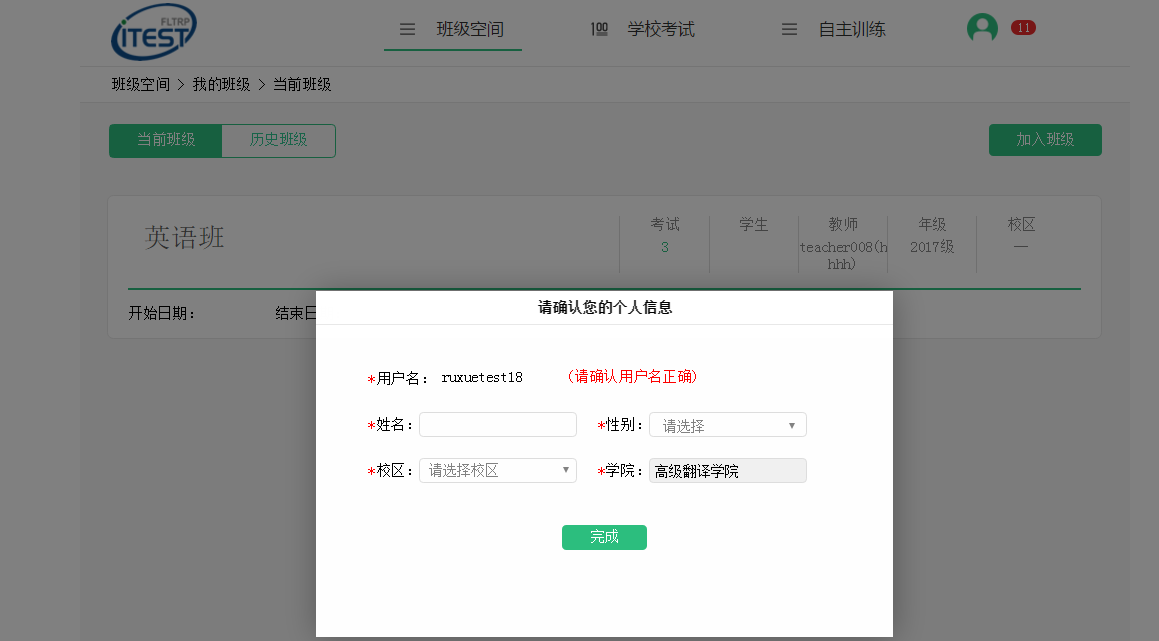 FLTRP
iTEST
班级空间
100 学校考试
自主训练
11
班级空间 > 我的班级 > 当前班级
当前班级
历史班级
加入班级
英语班
考试
3
学生
教师
teacher008(h
hhh)
年级
2017级
校区
—
开始日期：
结束日
请确认您的个人信息
*用户名： ruxuetest18 （请确认用户名正确）
*姓名：
*性别： 请选择
*校区： 请选择校区
*学院： 高级翻译学院
完成